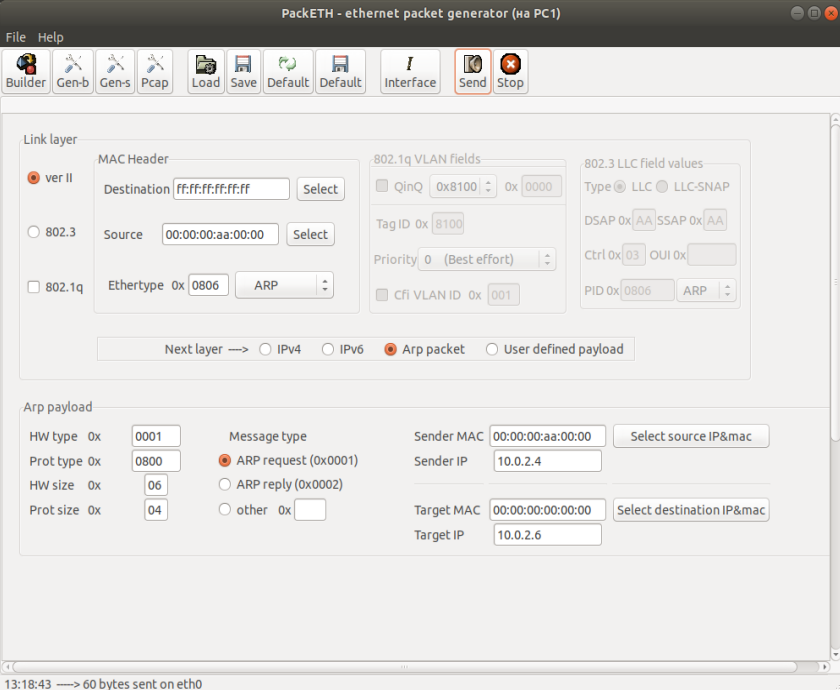 PackETH - ethernet packet generator (на PC1)
File Help
Builder Gen-b Gen-s Pcap Load Save Default Default Interface Send Stop
Link layer
MAC Header
802.1q VLAN fields
802.3 LLC field values
ver II
Destination ff:ff:ff:ff:ff:ff Select
QinQ 0x8100 0x 0000
Type LLC LLC-SNAP
Tag ID 0x 8100
DSAP 0x AA SSAP 0x AA
802.3
Source 00:00:00:aa:00:00 Select
Priority 0 (Best effort)
Ctrl 0x 03 OUI 0x
802.1q
Ethertype 0x 0806 ARP
Cfi VLAN ID 0x 001
PID 0x 0806 ARP
Next layer ----> IPv4 IPv6 Arp packet User defined payload
Arp payload
HW type 0x 0001
Message type
Sender MAC 00:00:00:aa:00:00 Select source IP&mac
Prot type 0x 0800
ARP request (0x0001)
Sender IP 10.0.2.4
HW size 0x 06
ARP reply (0x0002)
Prot size 0x 04
other 0x
Target MAC 00:00:00:00:00:00 Select destination IP&mac
Target IP 10.0.2.6
13:18:43 -----> 60 bytes sent on eth0